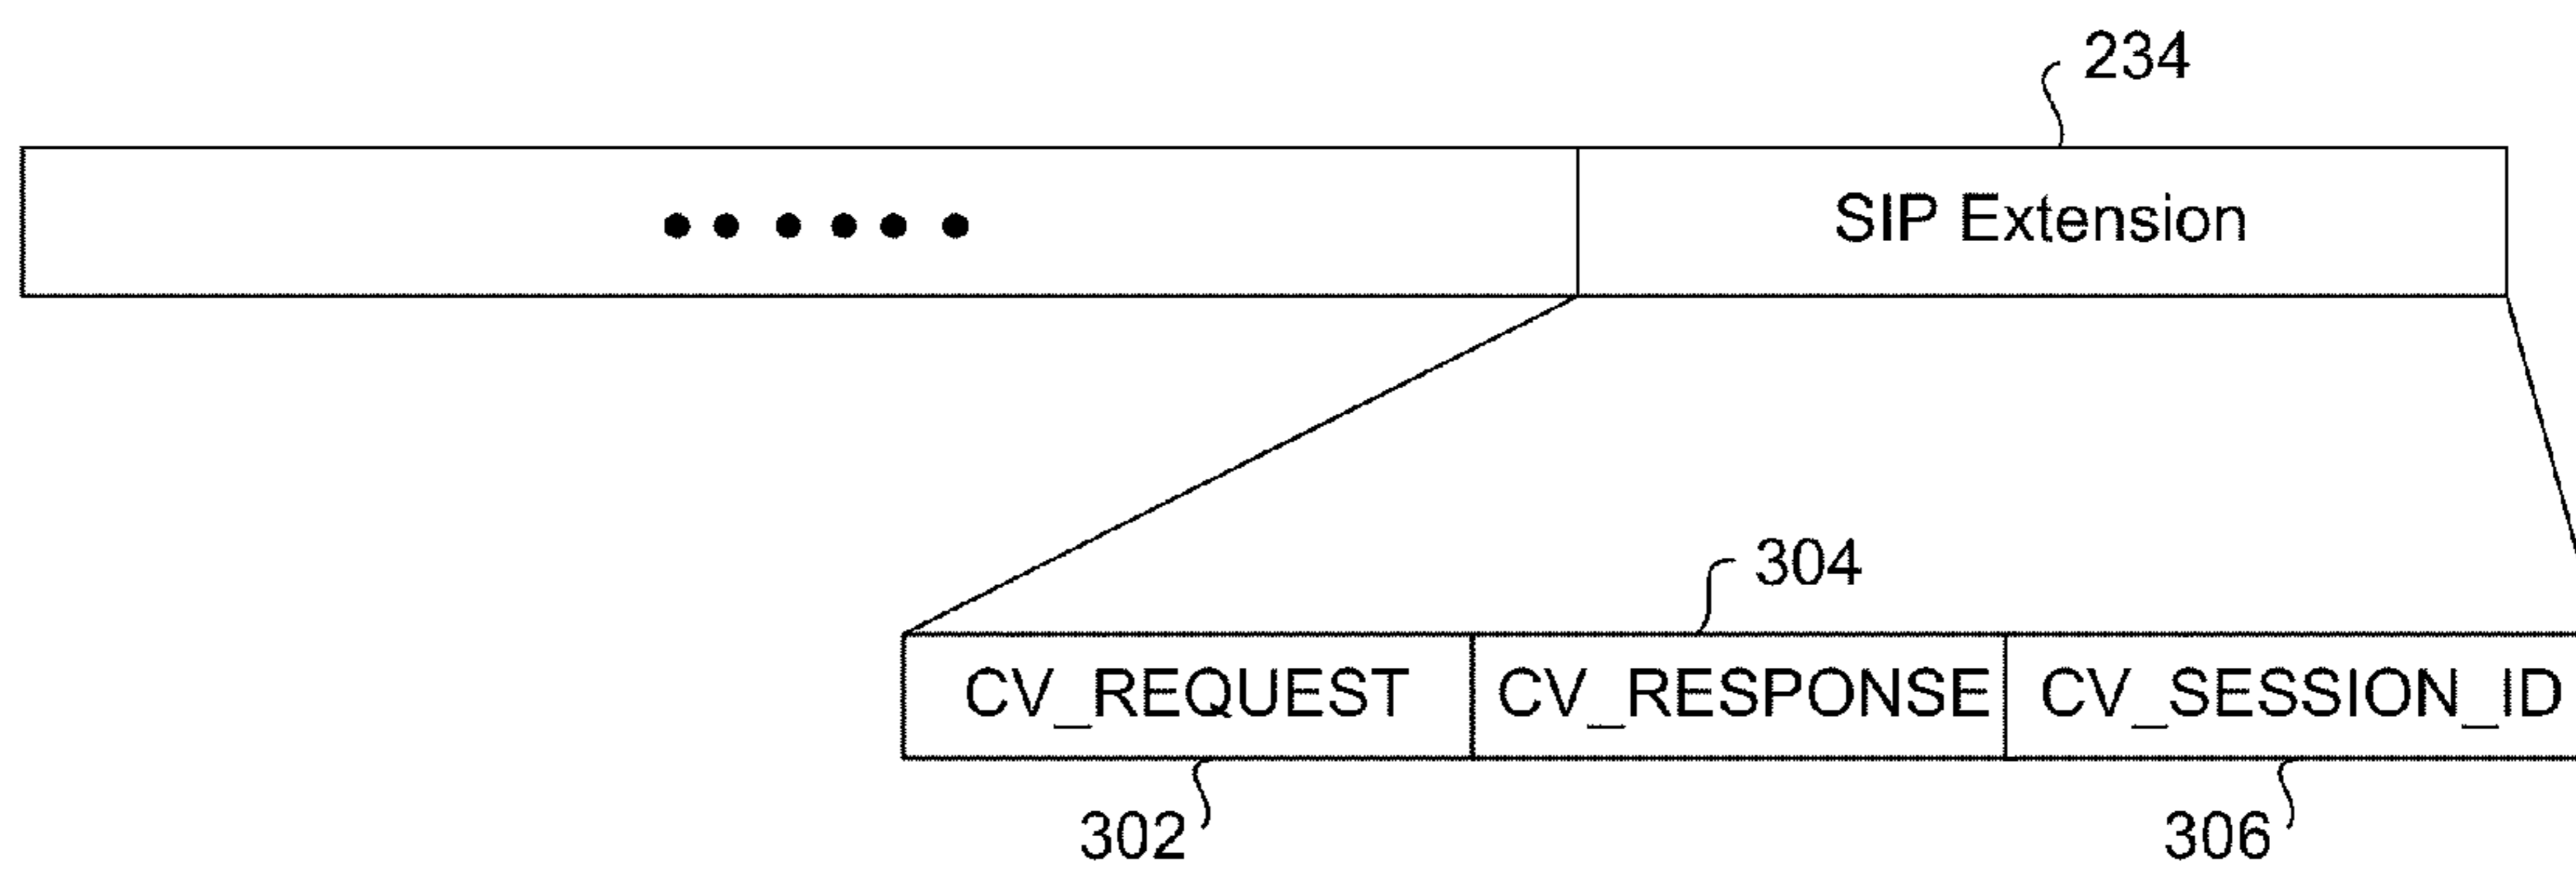 234
SIP Extension
304
CV_REQUEST CV_RESPONSE CV_SESSION_ID
302 306